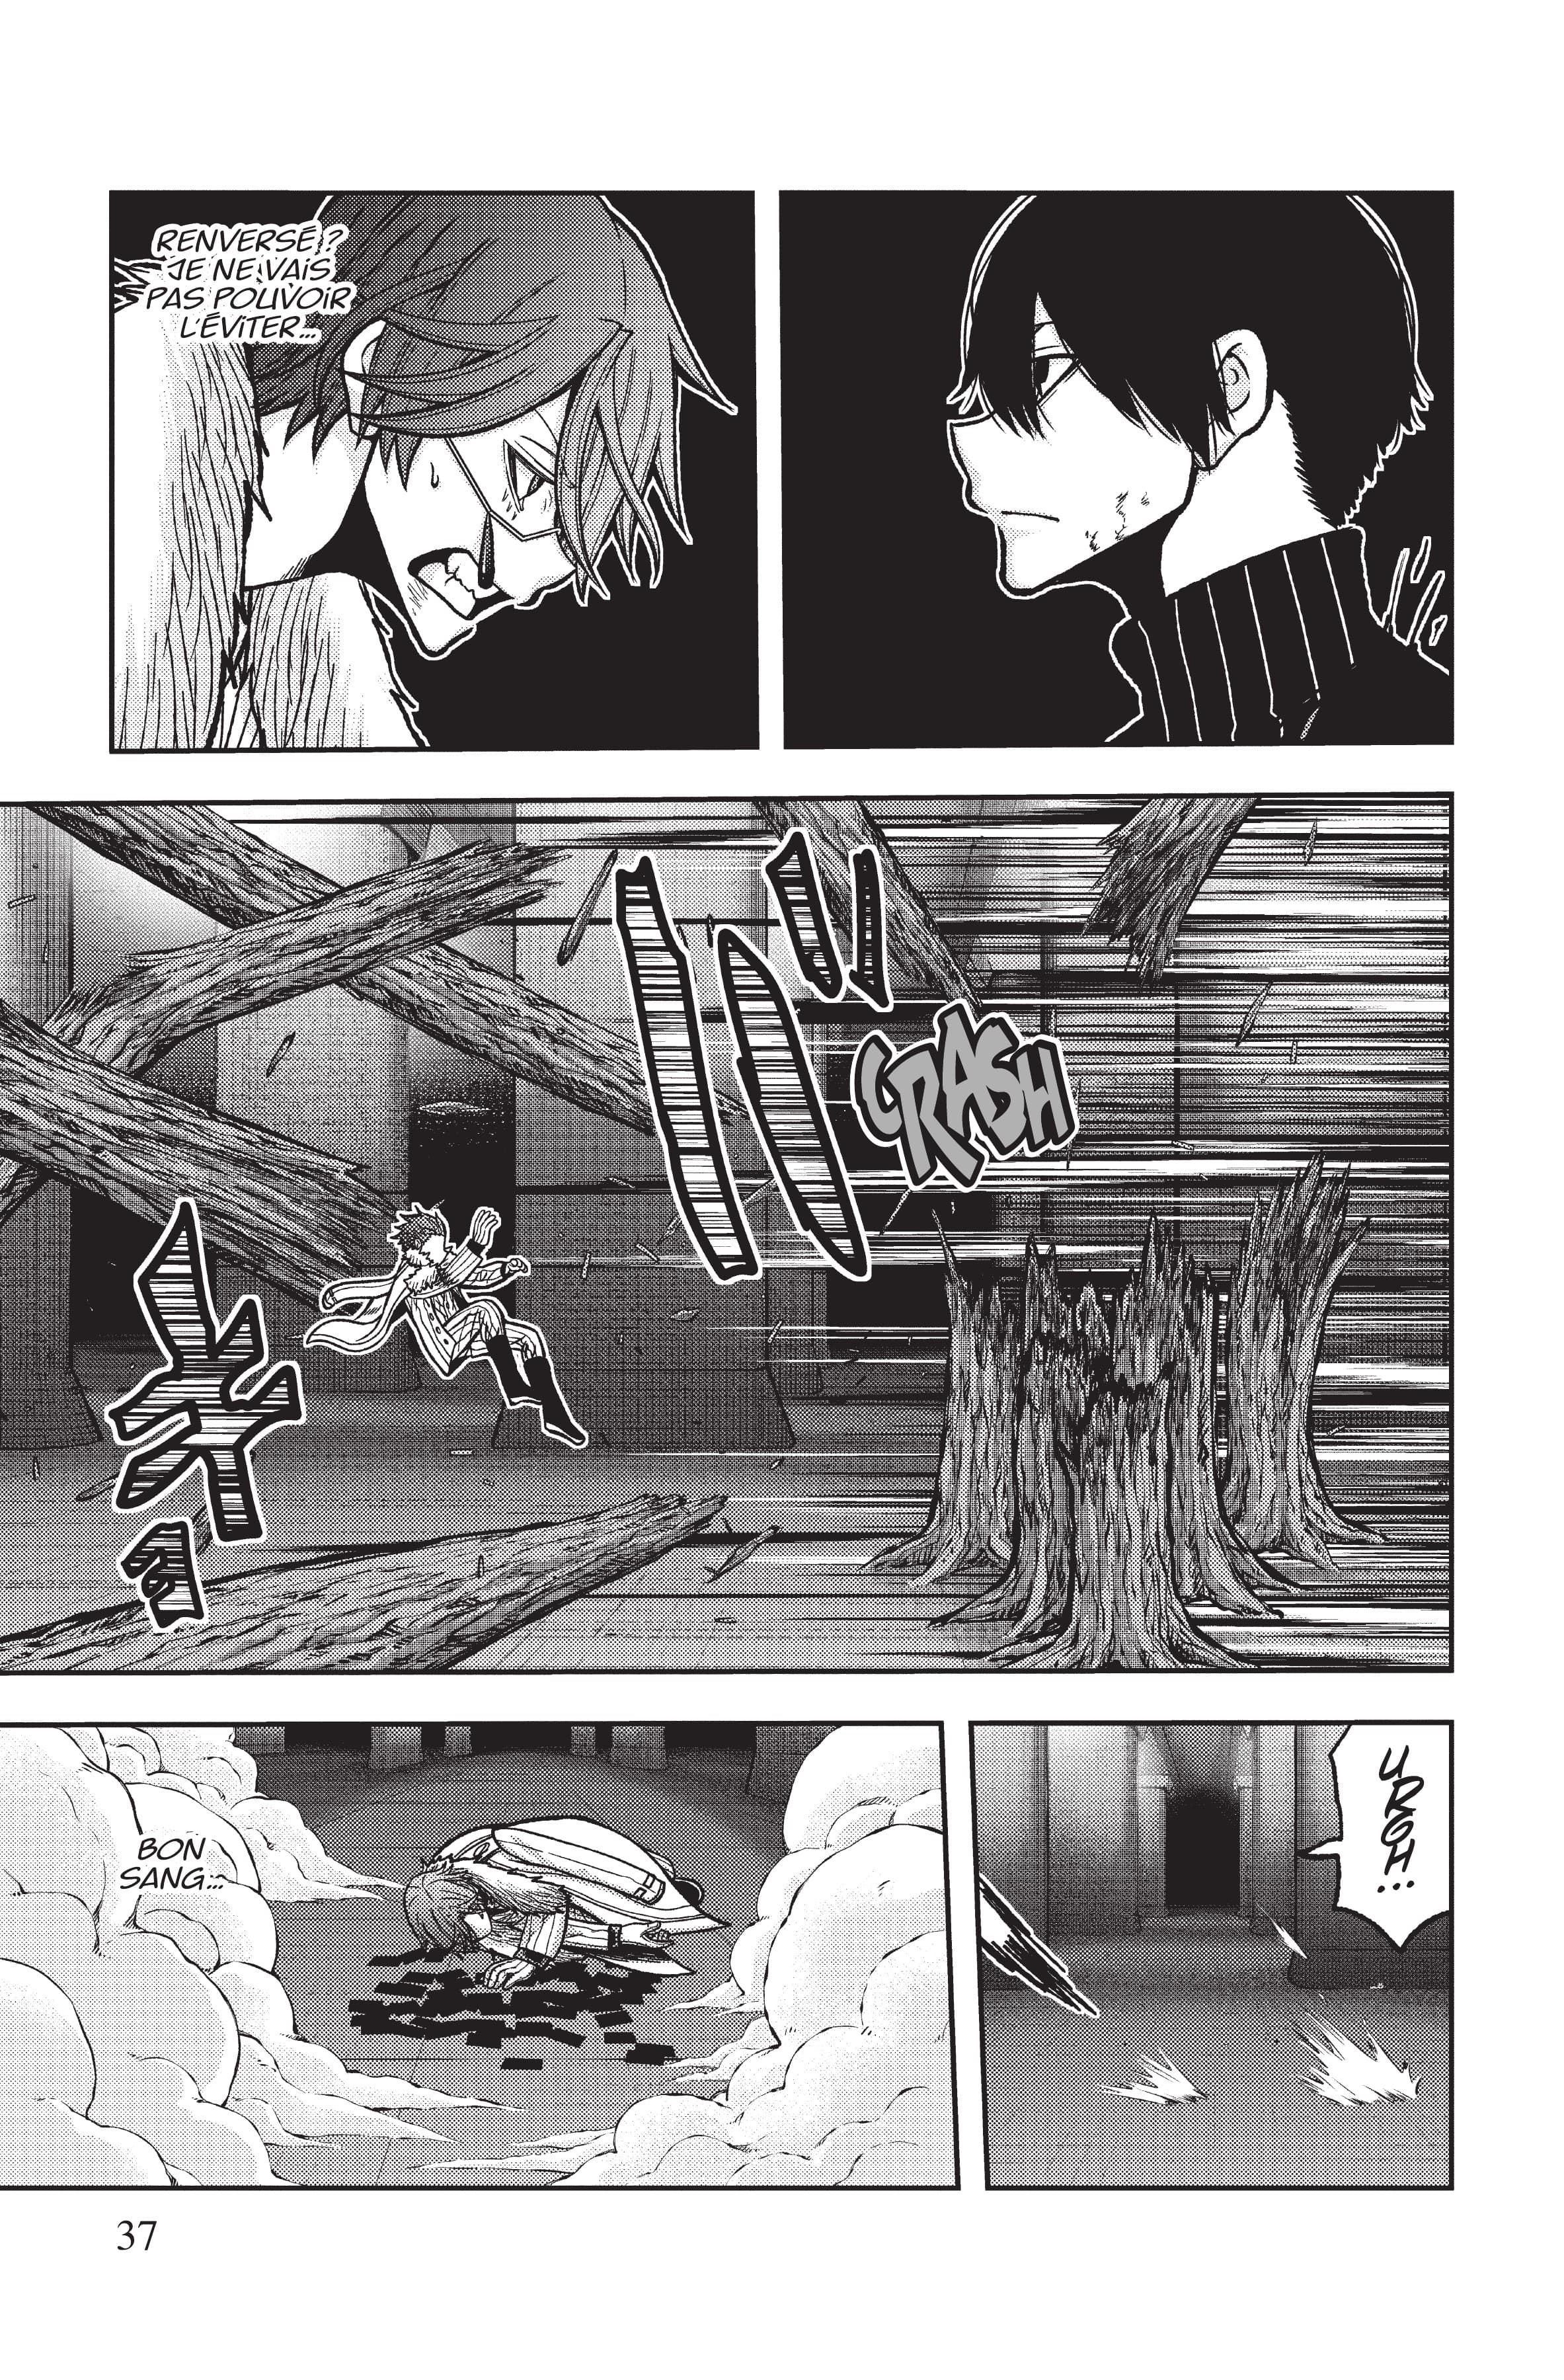 RENVERSÉ ?
JE NE VAIS
PAS POUVOIR
L'ÉVITER...
CRASH
URGH...
BON
SANG...
37